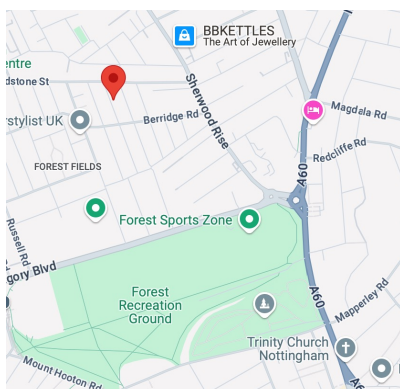 BBKETTLES
The Art of Jewellery
entre
dstone St
Sherwood Rise
Magdala Rd
rstylist UK
Berridge Rd
Redcliffe Rd
A60
FOREST FIELDS
Forest Sports Zone
Russell Rd
gory Blvd
A60
Forest
Recreation
Ground
Mapperley Rd
Trinity Church
Nottingham
Mount Hooton Rd
A60